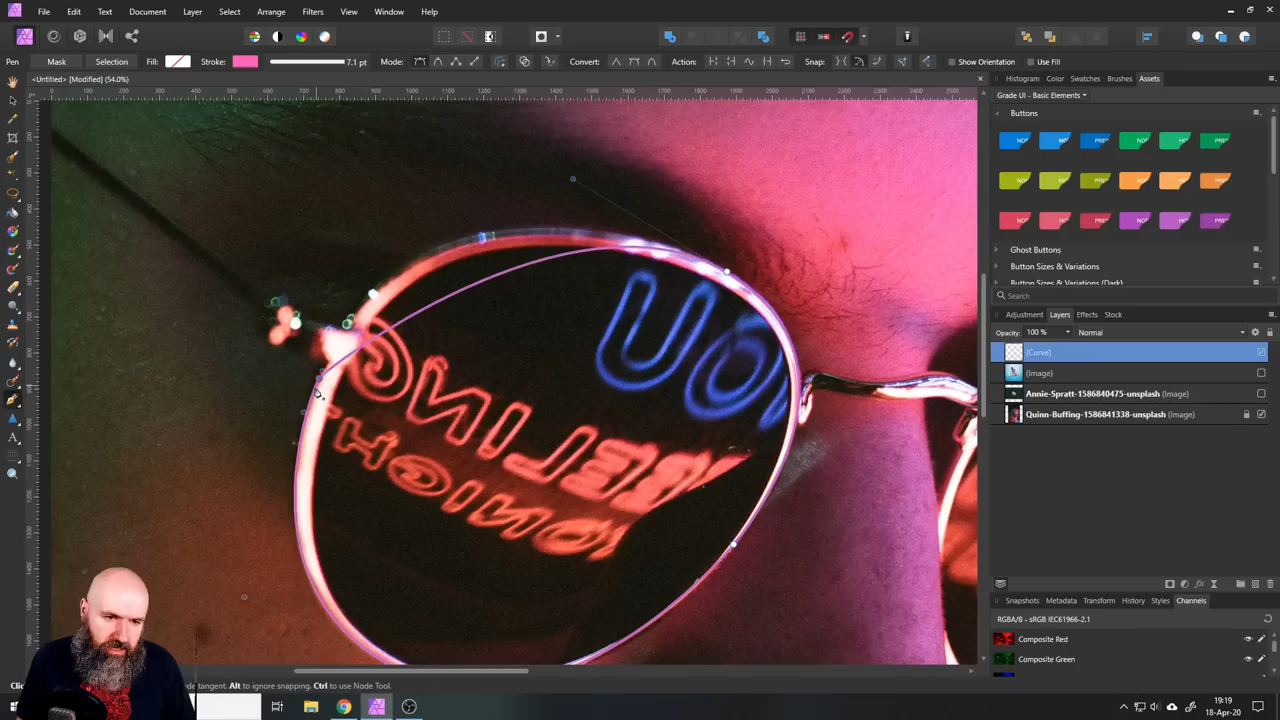 File Edit Text Document Layer Select Arrange Filters View Window Help
Pen Mask Selection Fill: Stroke: 7.1 pt Mode: Convert: Action: Snap: Show Orientation Use Fill
<Untitled> [Modified] (54.0%)
Histogram Color Swatches Brushes Assets
Grade UI - Basic Elements
Buttons
Ghost Buttons
Button Sizes & Variations
Button Sizes & Variations (Dark)
Search
Adjustment Layers Effects Stock
Opacity: 100 % Normal
(Curve)
(Image)
Annie-Spratt-1586840475-unsplash (Image)
Quinn-Buffing-1586841338-unsplash (Image)
Snapshots Metadata Transform History Styles Channels
RGBA/8 - sRGB IEC61966-2.1
Composite Red
Composite Green
tangent. Alt to ignore snapping. Ctrl to use Node Tool.
19:19
18-Apr-20